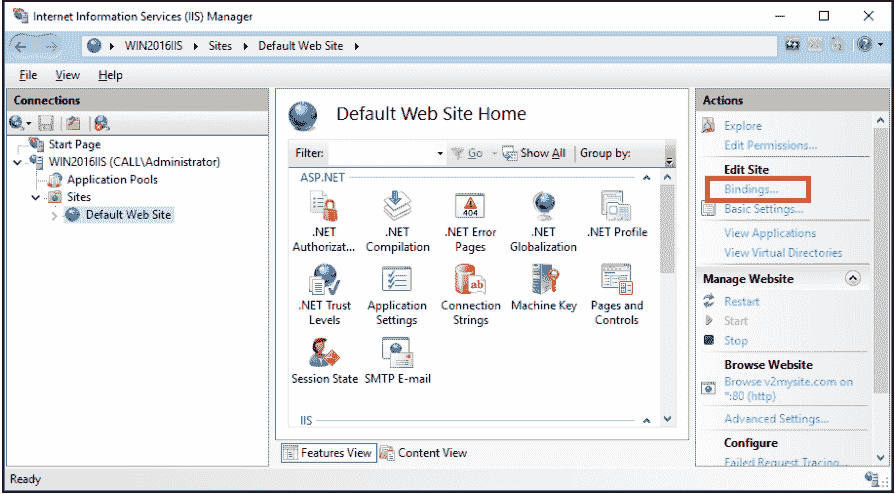 Internet Information Services (IIS) Manager
WIN2016IIS
Sites
Default Web Site
File View Help
Connections
Start Page
WIN2016IIS (CALL\Administrator)
Application Pools
Sites
Default Web Site
Default Web Site Home
Filter: Go Show All Group by:
ASP.NET
.NET Authorizat...
.NET Compilation
404
.NET Error Pages
.NET Globalization
.NET Profile
.NET Trust Levels
Application Settings
ab
Connection Strings
Machine Key
Pages and Controls
Session State
SMTP E-mail
IIS
Features View
Content View
Actions
Explore
Edit Permissions...
Edit Site
Bindings...
Basic Settings...
View Applications
View Virtual Directories
Manage Website
Restart
Start
Stop
Browse Website
Browse v2mysite.com on
*:80 (http)
Advanced Settings...
Configure
Failed Request Tracing...
Ready